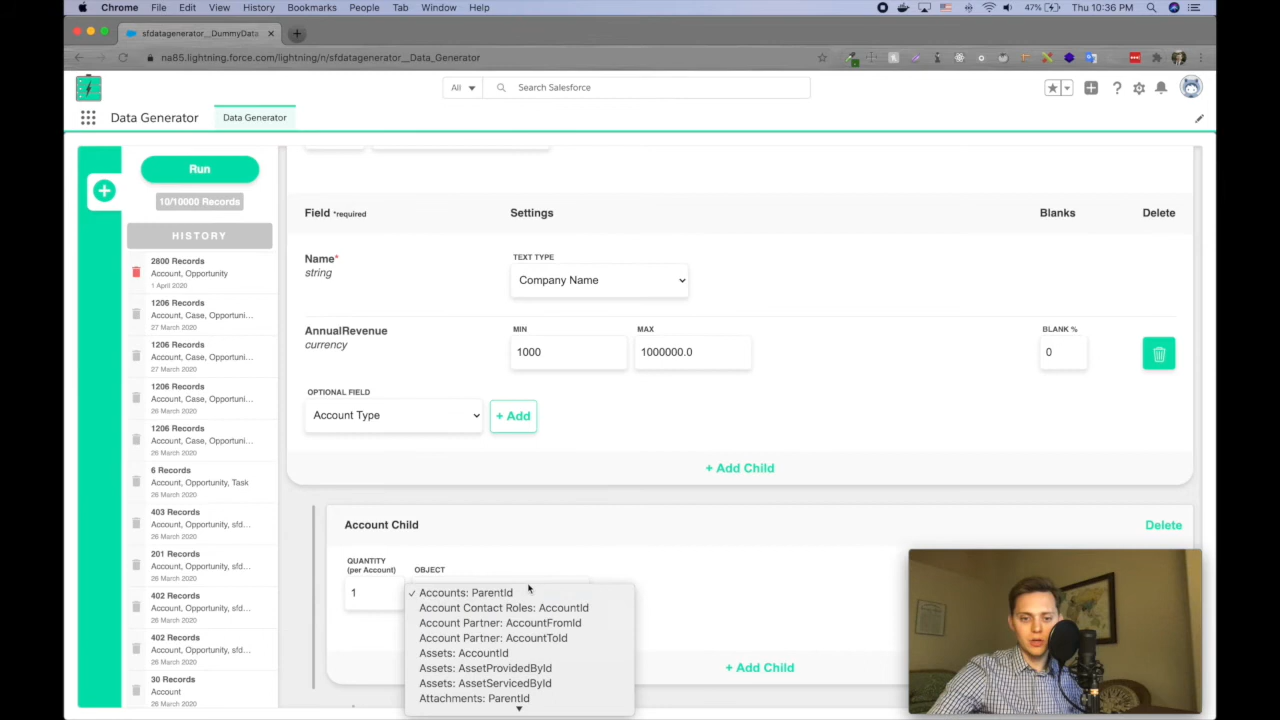 Chrome File Edit View History Bookmarks People Tab Window Help
47% Thu 10:36 PM
sfdatagenerator__DummyData
na85.lightning.force.com/lightning/n/sfdatagenerator__Data_Generator
All Search Salesforce
Data Generator Data Generator
Run
10/10000 Records
HISTORY
2800 Records
Account, Opportunity
1 April 2020
1206 Records
Account, Case, Opportuni...
27 March 2020
1206 Records
Account, Case, Opportuni...
27 March 2020
1206 Records
Account, Case, Opportuni...
26 March 2020
1206 Records
Account, Case, Opportuni...
26 March 2020
6 Records
Account, Opportunity, Task
26 March 2020
403 Records
Account, Opportunity, sfd...
26 March 2020
201 Records
Account, Opportunity, sfd...
26 March 2020
402 Records
Account, Opportunity, sfd...
26 March 2020
402 Records
Account, Opportunity, sfd...
26 March 2020
30 Records
Account
26 March 2020
Field *required Settings Blanks Delete
Name*
string
TEXT TYPE
Company Name
AnnualRevenue
currency
MIN MAX BLANK %
1000 1000000.0 0
OPTIONAL FIELD
Account Type + Add
+ Add Child
Account Child Delete
QUANTITY
(per Account)
OBJECT
1
✓ Accounts: ParentId
Account Contact Roles: AccountId
Account Partner: AccountFromId
Account Partner: AccountToId
Assets: AccountId
Assets: AssetProvidedById
Assets: AssetServicedById
Attachments: ParentId
+ Add Child